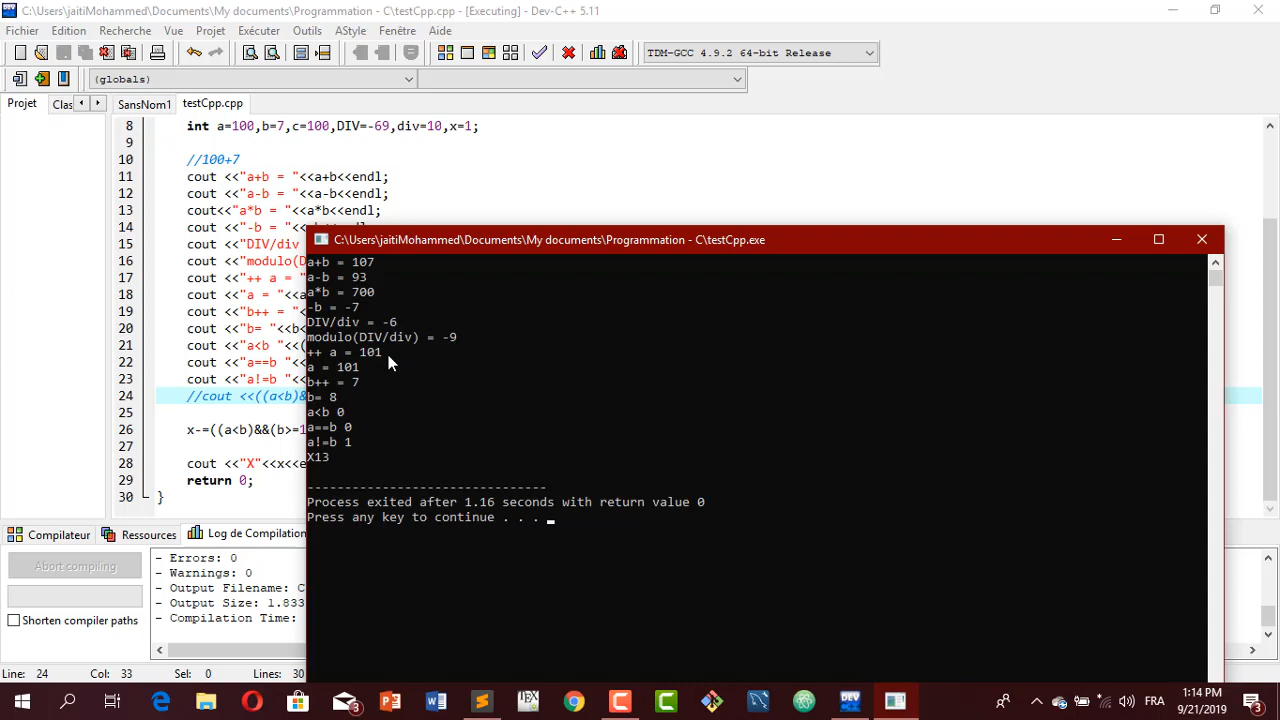 C:\Users\jaitiMohammed\Documents\My documents\Programmation - C\testCpp.cpp - [Executing] - Dev-C++ 5.11
Fichier Edition Recherche Vue Projet Exécuter Outils AStyle Fenêtre Aide
TDM-GCC 4.9.2 64-bit Release
(globals)
Projet Clas SansNom1 testCpp.cpp
8 int a=100,b=7,c=100,DIV=-69,div=10,x=1;
9
10 //100+7
11 cout <<"a+b = "<<a+b<<endl;
12 cout <<"a-b = "<<a-b<<endl;
13 cout<<"a*b = "<<a*b<<endl;
14 cout <<"-b = "
15 cout <<"DIV/div
16 cout <<"modulo(D
17 cout <<"++ a = "
18 cout <<"a = "<<a
19 cout <<"b++ = "<
20 cout <<"b= "<<b<
21 cout <<"a<b "<<(
22 cout <<"a==b "<<
23 cout <<"a!=b "<<
24 //cout <<((a<b)&
25
26 x-=((a<b)&&(b>=1
27
28 cout <<"X"<<x<<e
29 return 0;
30 }
C:\Users\jaitiMohammed\Documents\My documents\Programmation - C\testCpp.exe
a+b = 107
a-b = 93
a*b = 700
-b = -7
DIV/div = -6
modulo(DIV/div) = -9
++ a = 101
a = 101
b++ = 7
b= 8
a<b 0
a==b 0
a!=b 1
X13
--------------------------------
Process exited after 1.16 seconds with return value 0
Press any key to continue . . .
Compilateur Ressources Log de Compilation
Abort compiling
Shorten compiler paths
- Errors: 0
- Warnings: 0
- Output Filename: C
- Output Size: 1.833
- Compilation Time:
Line: 24 Col: 33 Sel: 0 Lines: 30
FRA
1:14 PM
9/21/2019
3
3
DEV